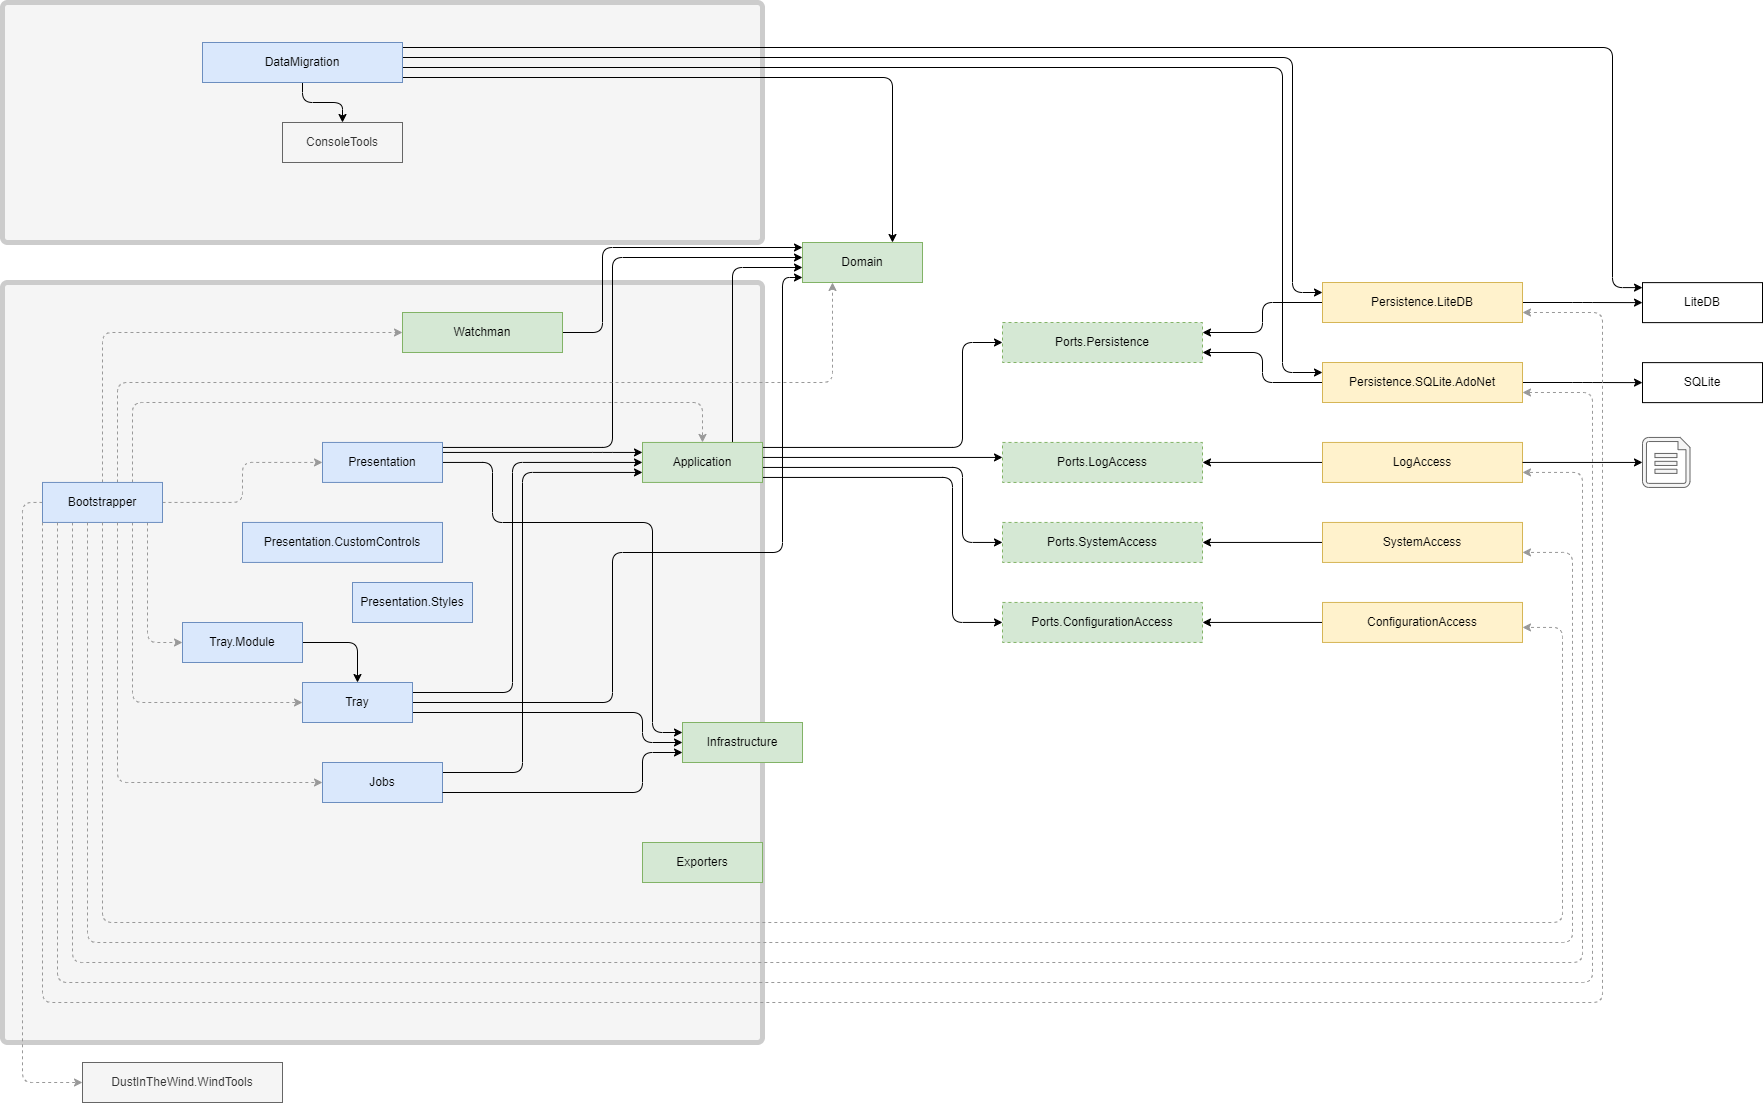 DataMigration
ConsoleTools
Domain
Watchman
Persistence.LiteDB
LiteDB
Ports.Persistence
Persistence.SQLite.AdoNet
SQLite
Presentation
Application
Ports.LogAccess
LogAccess
Bootstrapper
Presentation.CustomControls
Ports.SystemAccess
SystemAccess
Presentation.Styles
Ports.ConfigurationAccess
ConfigurationAccess
Tray.Module
Tray
Infrastructure
Jobs
Exporters
DustInTheWind.WindTools